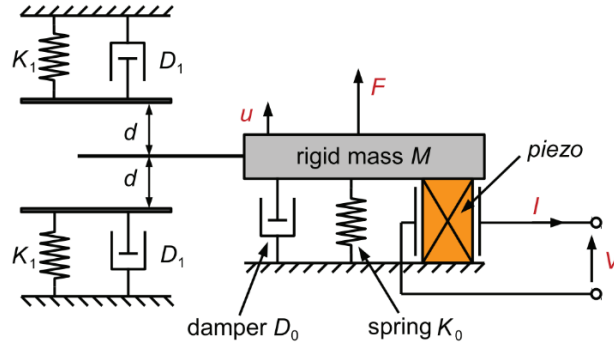 K1
D1
d
d
K1
D1
u
F
rigid mass M
piezo
I
V
damper D0
spring K0